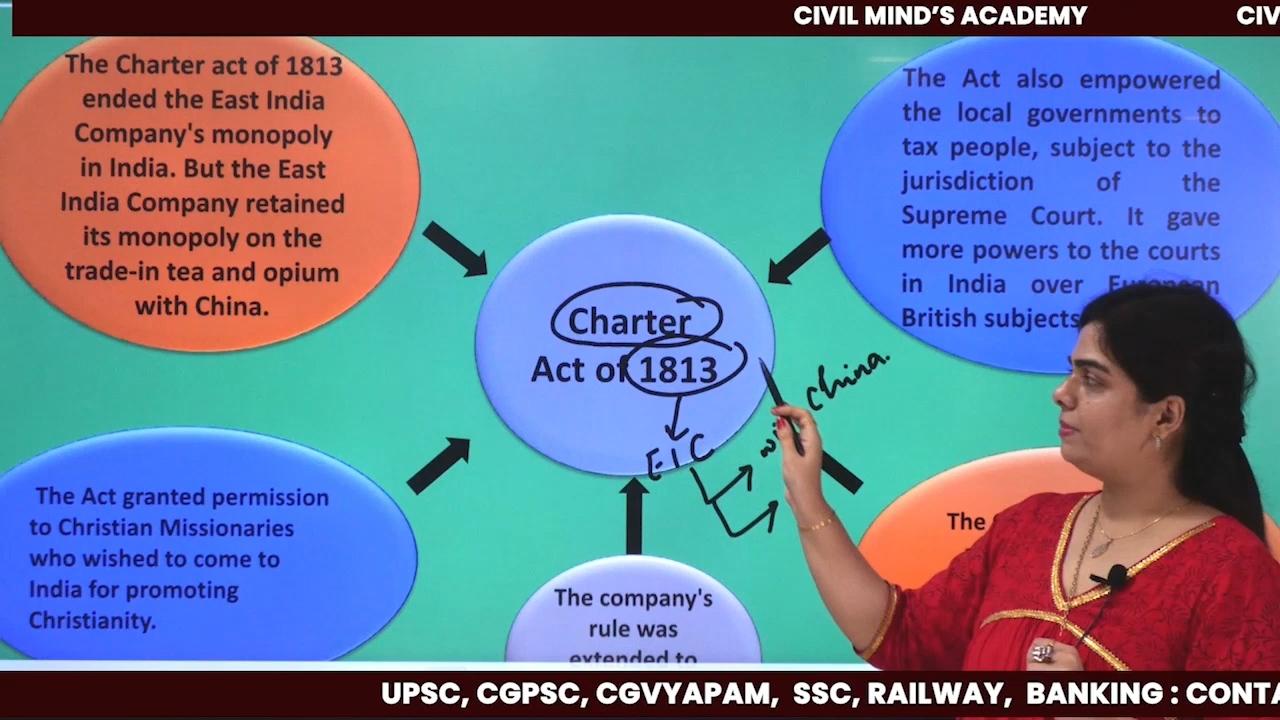 CIVIL MIND’S ACADEMY
CIV
The Charter act of 1813
ended the East India
Company's monopoly
in India. But the East
India Company retained
its monopoly on the
trade-in tea and opium
with China.
The Act also empowered
the local governments to
tax people, subject to the
jurisdiction of the
Supreme Court. It gave
more powers to the courts
in India over European
British subjects
Charter
Act of 1813
China.
EIC
The Act granted permission
to Christian Missionaries
who wished to come to
India for promoting
Christianity.
The company's
rule was
extended to
The
UPSC, CGPSC, CGVYAPAM, SSC, RAILWAY, BANKING : CONTA